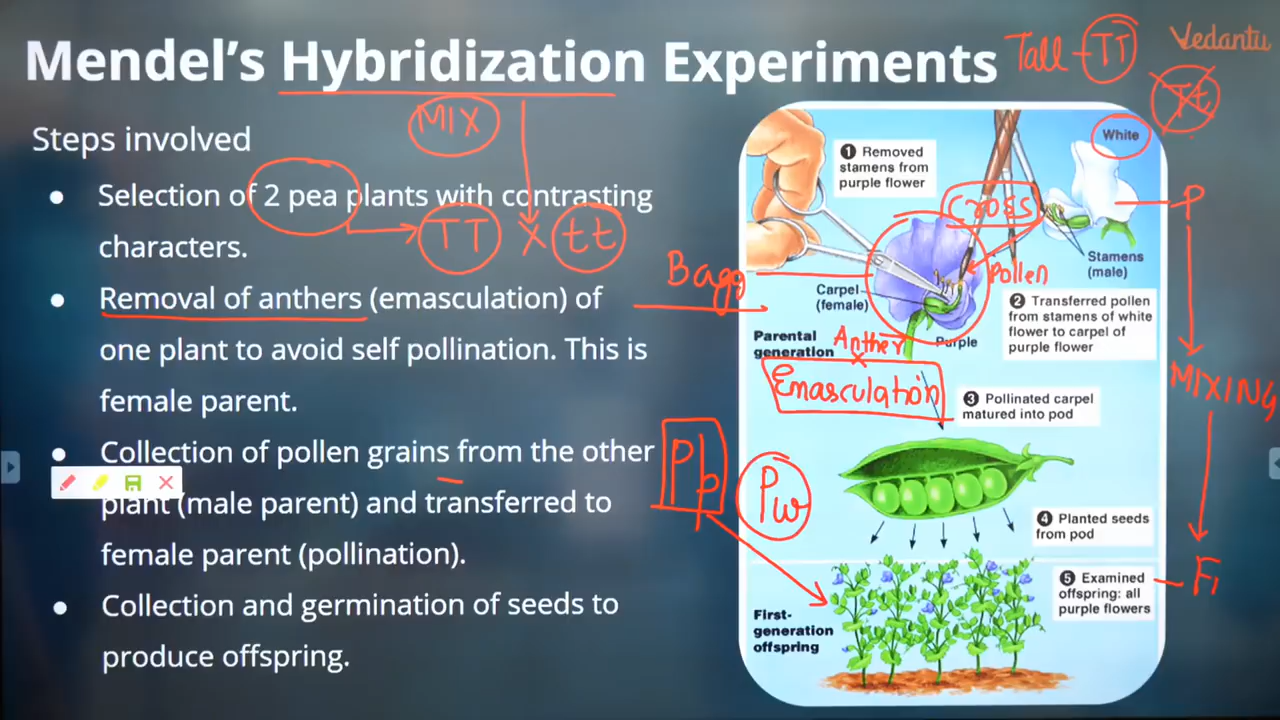 Mendel's Hybridization Experiments
Tall - TT
Vedantu
Tt
MIX
Steps involved
● Selection of 2 pea plants with contrasting
characters.
TT X tt
● Removal of anthers (emasculation) of
one plant to avoid self pollination. This is
female parent.
● Collection of pollen grains from the other
plant (male parent) and transferred to
female parent (pollination).
● Collection and germination of seeds to
produce offspring.
1 Removed
stamens from
purple flower
White
Cross
P
Bagg
Pollen
Stamens
(male)
Carpel
(female)
2 Transferred pollen
from stamens of white
flower to carpel of
purple flower
Parental
generation
Anther
x
Purple
Emasculation
MIXING
3 Pollinated carpel
matured into pod
Pp
Pw
4 Planted seeds
from pod
5 Examined
offspring: all
purple flowers
F1
First-
generation
offspring